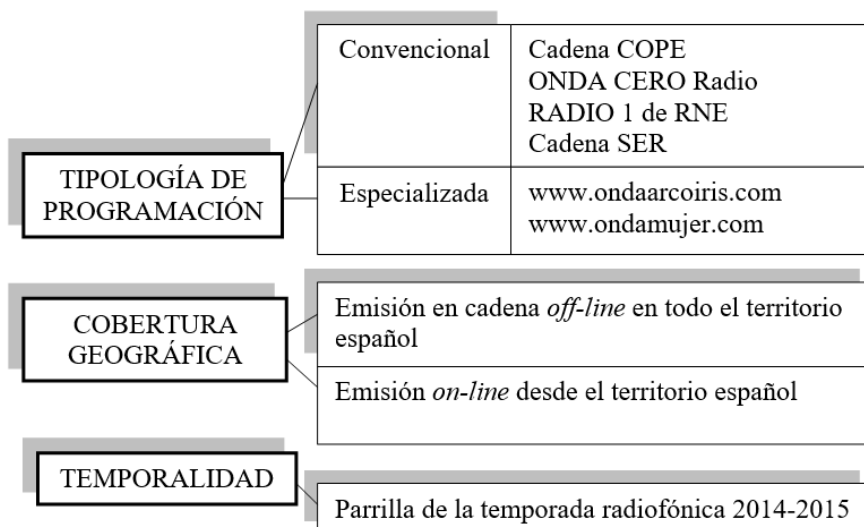 TIPOLOGÍA DE
PROGRAMACIÓN
Convencional
Cadena COPE
ONDA CERO Radio
RADIO 1 de RNE
Cadena SER
Especializada
www.ondaarcoiris.com
www.ondamujer.com
COBERTURA
GEOGRÁFICA
Emisión en cadena off-line en todo el territorio
español
Emisión on-line desde el territorio español
TEMPORALIDAD
Parrilla de la temporada radiofónica 2014-2015